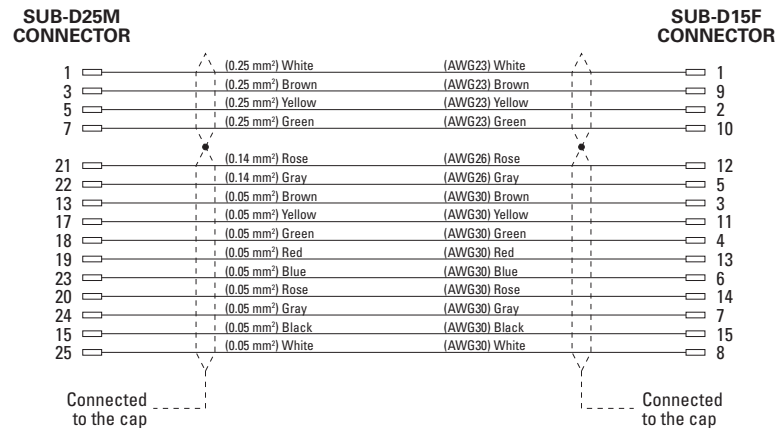 SUB-D25M
CONNECTOR
SUB-D15F
CONNECTOR
1 (0.25 mm²) White (AWG23) White 1
3 (0.25 mm²) Brown (AWG23) Brown 9
5 (0.25 mm²) Yellow (AWG23) Yellow 2
7 (0.25 mm²) Green (AWG23) Green 10
21 (0.14 mm²) Rose (AWG26) Rose 12
22 (0.14 mm²) Gray (AWG26) Gray 5
13 (0.05 mm²) Brown (AWG30) Brown 3
17 (0.05 mm²) Yellow (AWG30) Yellow 11
18 (0.05 mm²) Green (AWG30) Green 4
19 (0.05 mm²) Red (AWG30) Red 13
23 (0.05 mm²) Blue (AWG30) Blue 6
20 (0.05 mm²) Rose (AWG30) Rose 14
24 (0.05 mm²) Gray (AWG30) Gray 7
15 (0.05 mm²) Black (AWG30) Black 15
25 (0.05 mm²) White (AWG30) White 8
Connected
to the cap
Connected
to the cap